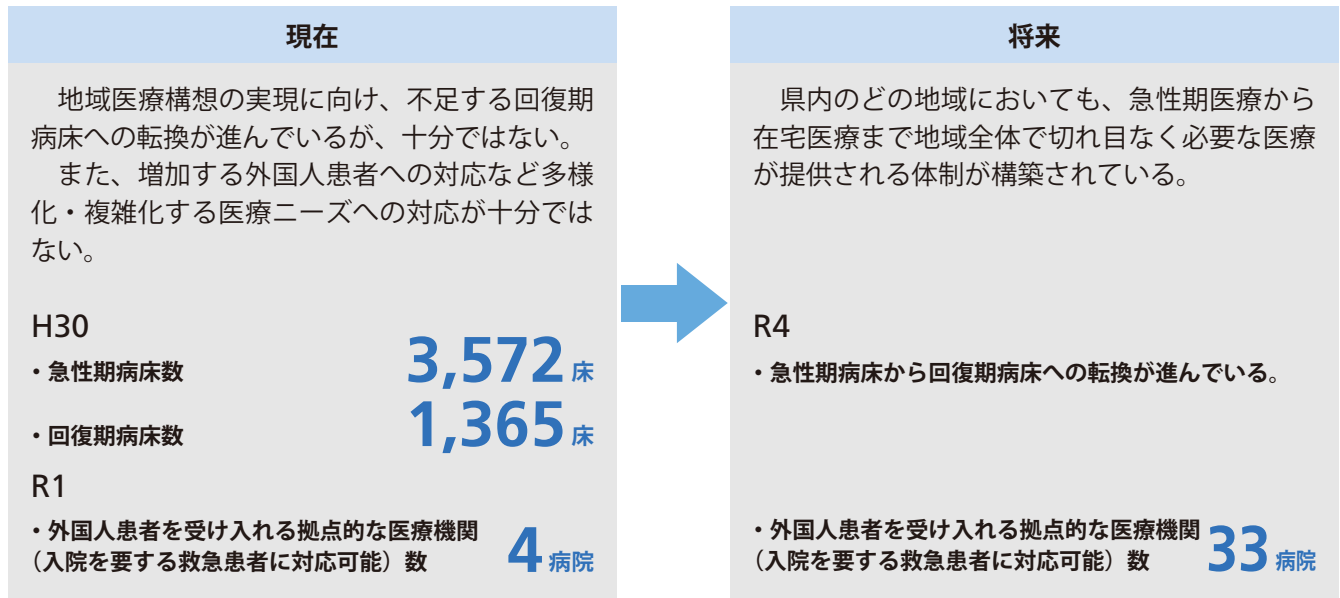 現在
　地域医療構想の実現に向け、不足する回復期
病床への転換が進んでいるが、十分ではない。
　また、増加する外国人患者への対応など多様
化・複雑化する医療ニーズへの対応が十分では
ない。
H30
・急性期病床数 3,572床
・回復期病床数 1,365床
R1
・外国人患者を受け入れる拠点的な医療機関
（入院を要する救急患者に対応可能）数 4病院
将来
　県内のどの地域においても、急性期医療から
在宅医療まで地域全体で切れ目なく必要な医療
が提供される体制が構築されている。
R4
・急性期病床から回復期病床への転換が進んでいる。
・外国人患者を受け入れる拠点的な医療機関
（入院を要する救急患者に対応可能）数 33病院